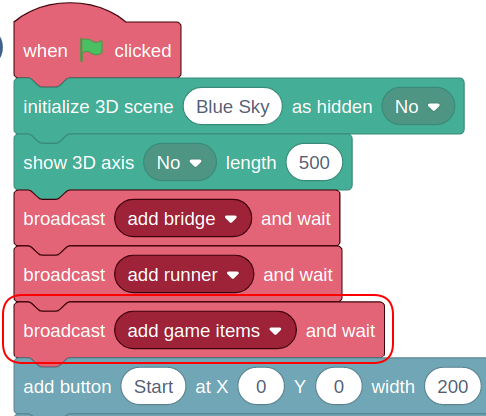 when clicked
initialize 3D scene Blue Sky as hidden No
show 3D axis No length 500
broadcast add bridge and wait
broadcast add runner and wait
broadcast add game items and wait
add button Start at X 0 Y 0 width 200